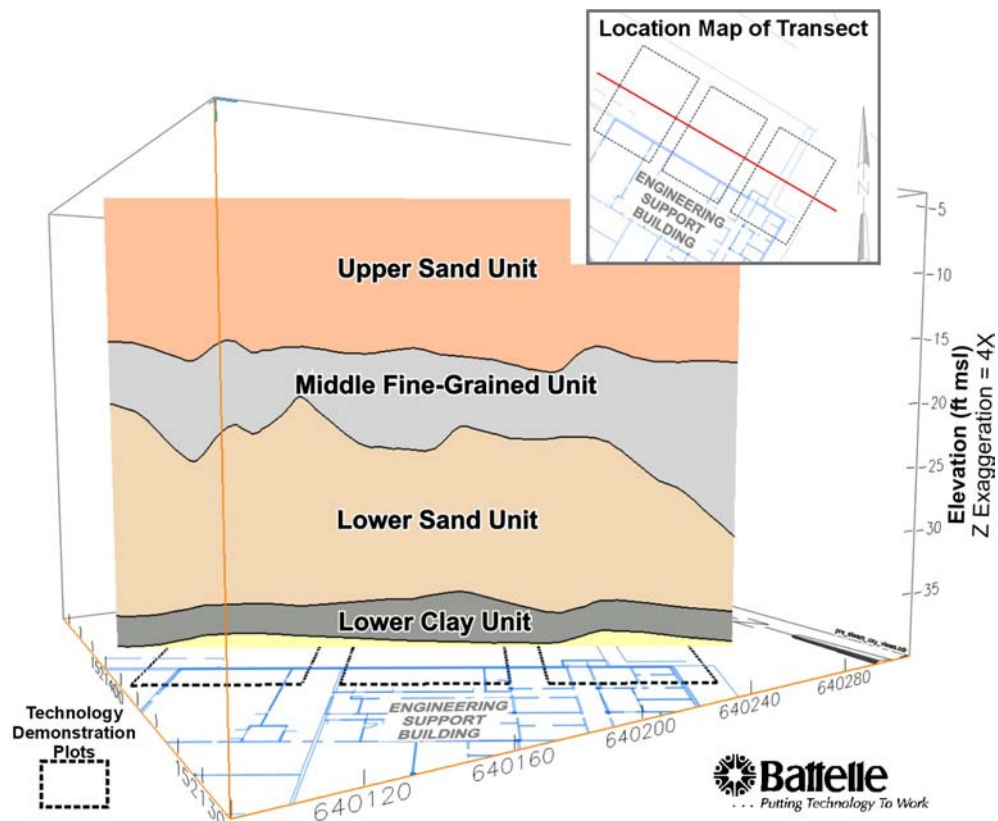 Location Map of Transect
ENGINEERING
SUPPORT
BUILDING
N
Upper Sand Unit
Middle Fine-Grained Unit
Lower Sand Unit
Lower Clay Unit
-5
-10
-15
-20
-25
-30
-35
Elevation (ft msl)
Z Exaggeration = 4X
640280
640240
640200
640160
640120
1521400
152130
ENGINEERING
SUPPORT
BUILDING
Technology
Demonstration
Plots
Battelle
... Putting Technology To Work